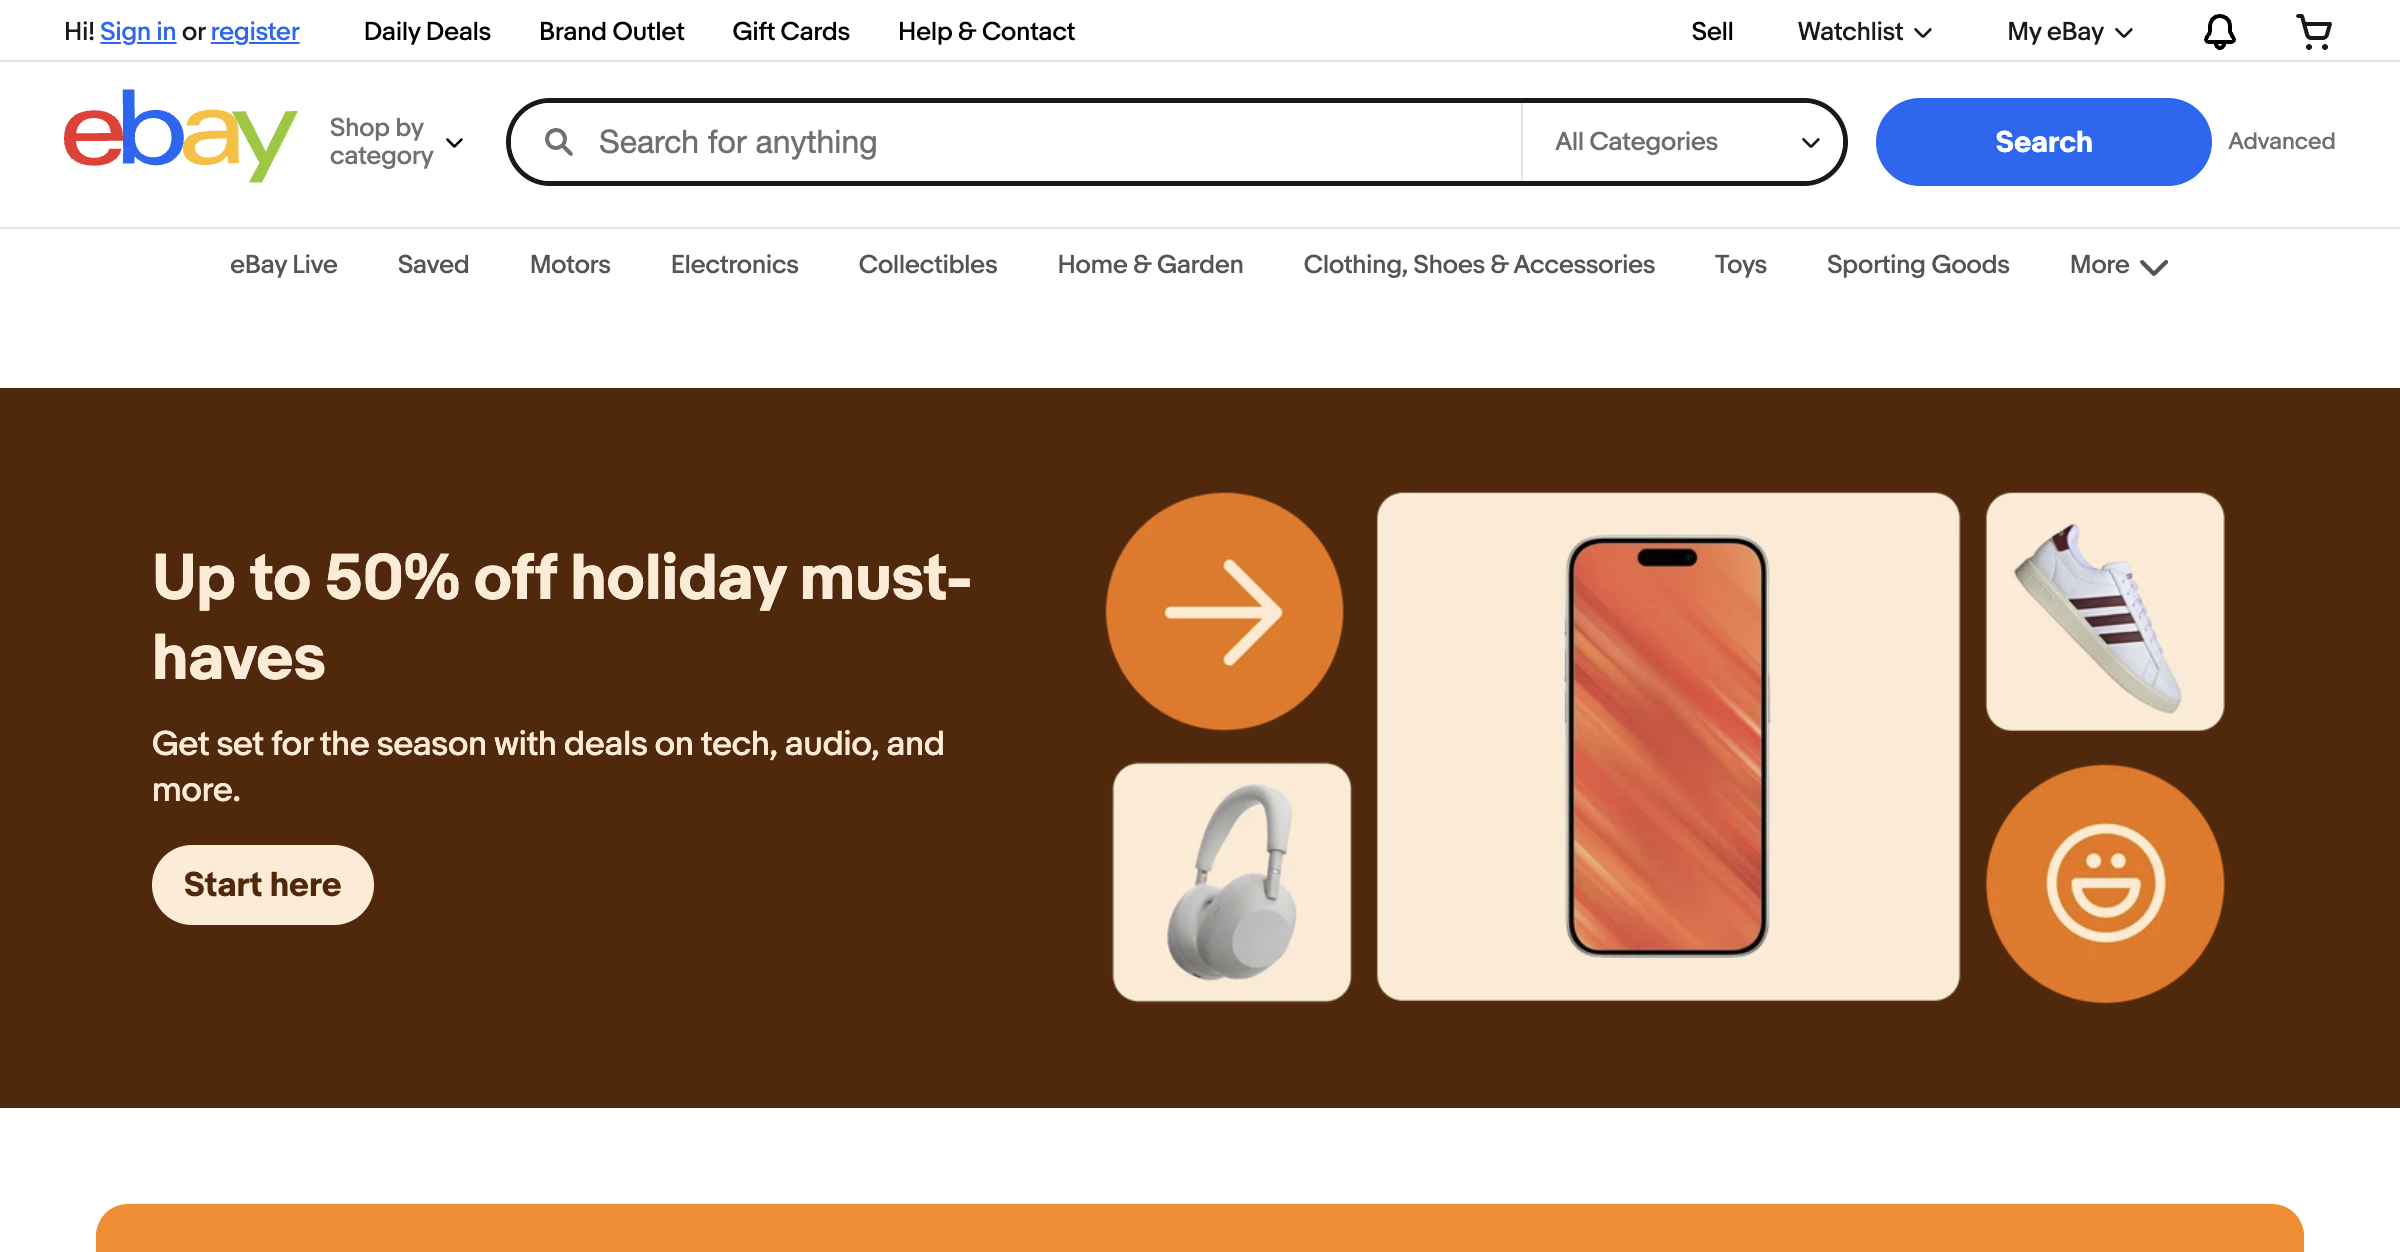 Hi! Sign in or register Daily Deals Brand Outlet Gift Cards Help & Contact Sell Watchlist My eBay
ebay
Shop by
category
Search for anything
All Categories
Search
Advanced
eBay Live Saved Motors Electronics Collectibles Home & Garden Clothing, Shoes & Accessories Toys Sporting Goods More
Up to 50% off holiday must-
haves
Get set for the season with deals on tech, audio, and
more.
Start here